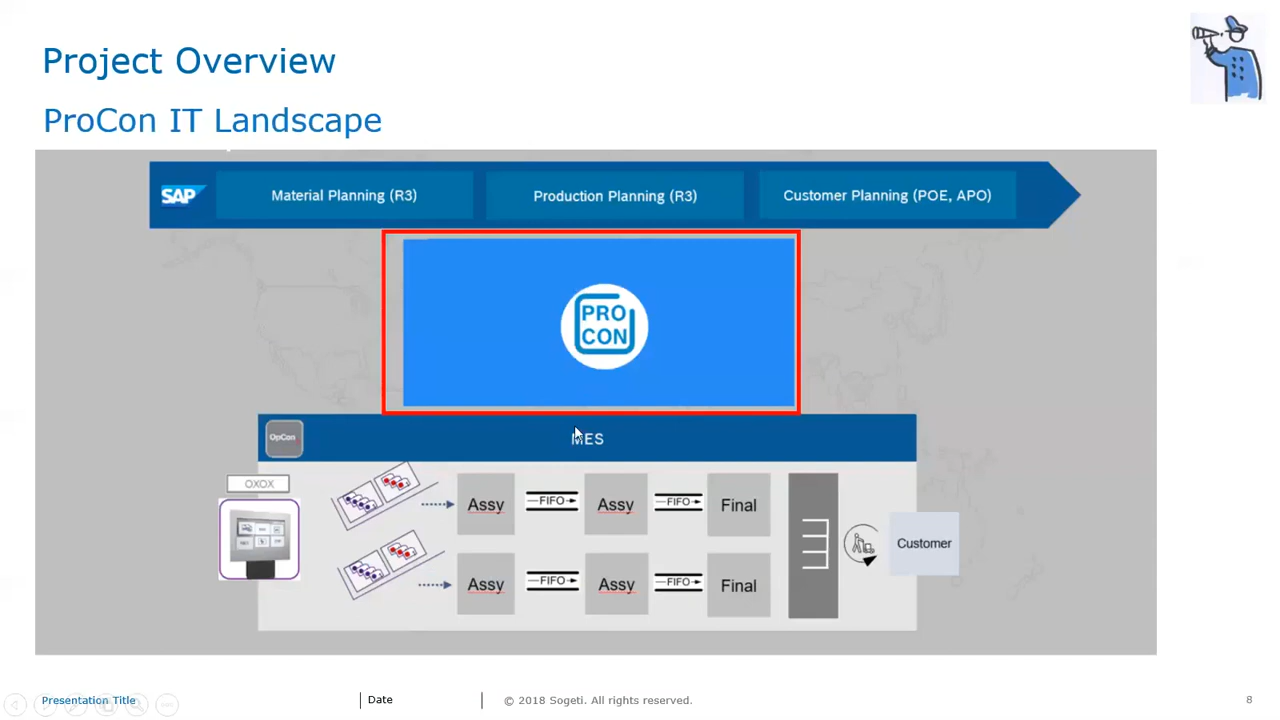 Project Overview
ProCon IT Landscape
SAP
Material Planning (R3)
Production Planning (R3)
Customer Planning (POE, APO)
PRO
CON
OpCon
MES
OXOX
Assy
FIFO
Assy
FIFO
Final
Customer
Assy
FIFO
Assy
FIFO
Final
Presentation Title
Date
© 2018 Sogeti. All rights reserved.
8